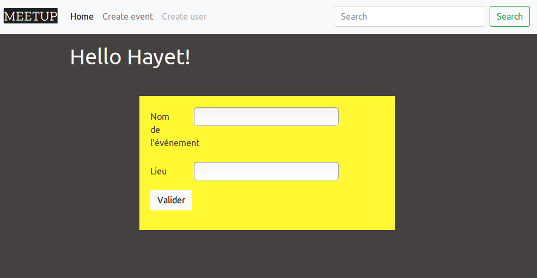 MEETUP Home Create event Create user Search Search
Hello Hayet!
Nom
de
l'événement
Lieu
Valider